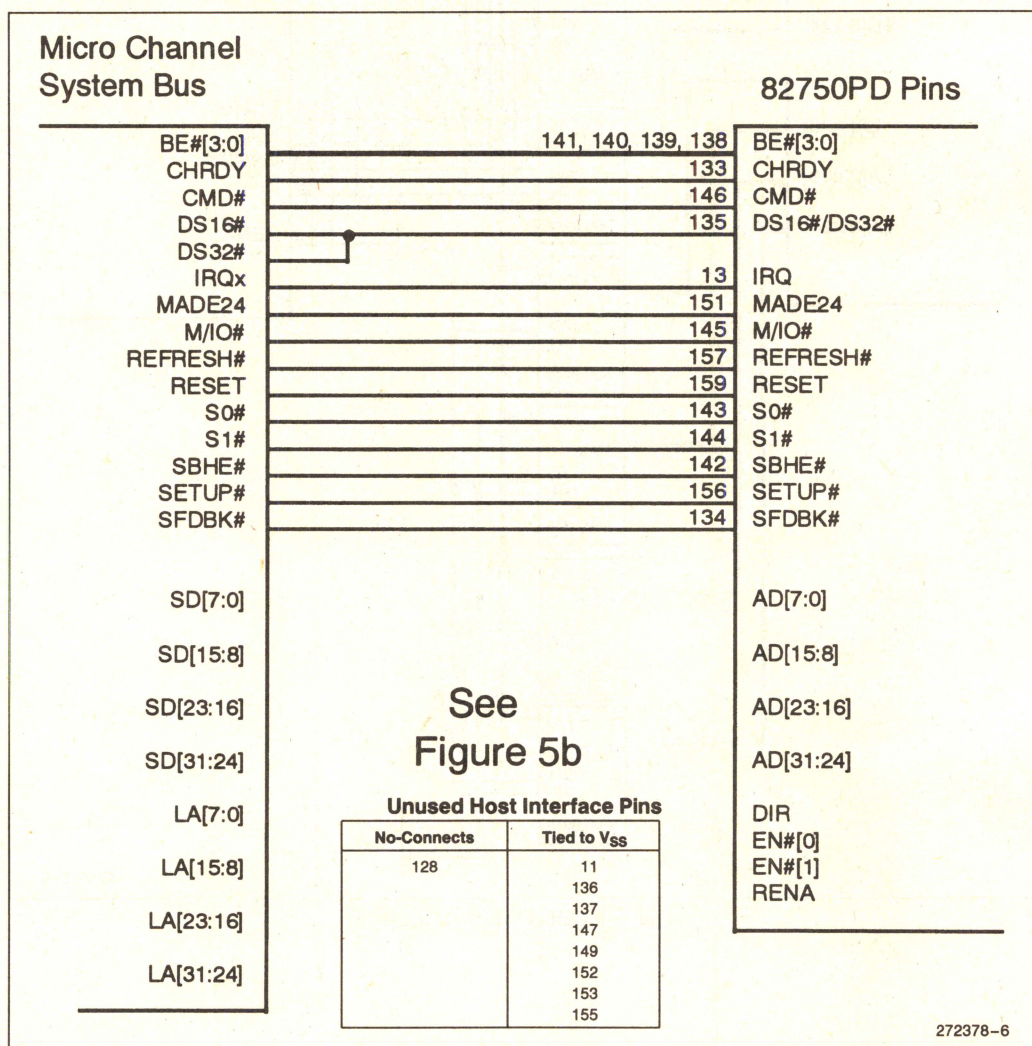 Micro Channel
System Bus
82750PD Pins
BE#[3:0] 141, 140, 139, 138 BE#[3:0]
CHRDY 133 CHRDY
CMD# 146 CMD#
DS16# 135 DS16#/DS32#
DS32#
IRQx 13 IRQ
MADE24 151 MADE24
M/IO# 145 M/IO#
REFRESH# 157 REFRESH#
RESET 159 RESET
S0# 143 S0#
S1# 144 S1#
SBHE# 142 SBHE#
SETUP# 156 SETUP#
SFDBK# 134 SFDBK#
SD[7:0] AD[7:0]
SD[15:8] AD[15:8]
SD[23:16] AD[23:16]
SD[31:24] AD[31:24]
See
Figure 5b
LA[7:0]
LA[15:8]
LA[23:16]
LA[31:24]
DIR
EN#[0]
EN#[1]
RENA
Unused Host Interface Pins
No-Connects Tied to VSS
128 11
136
137
147
149
152
153
155
272378-6